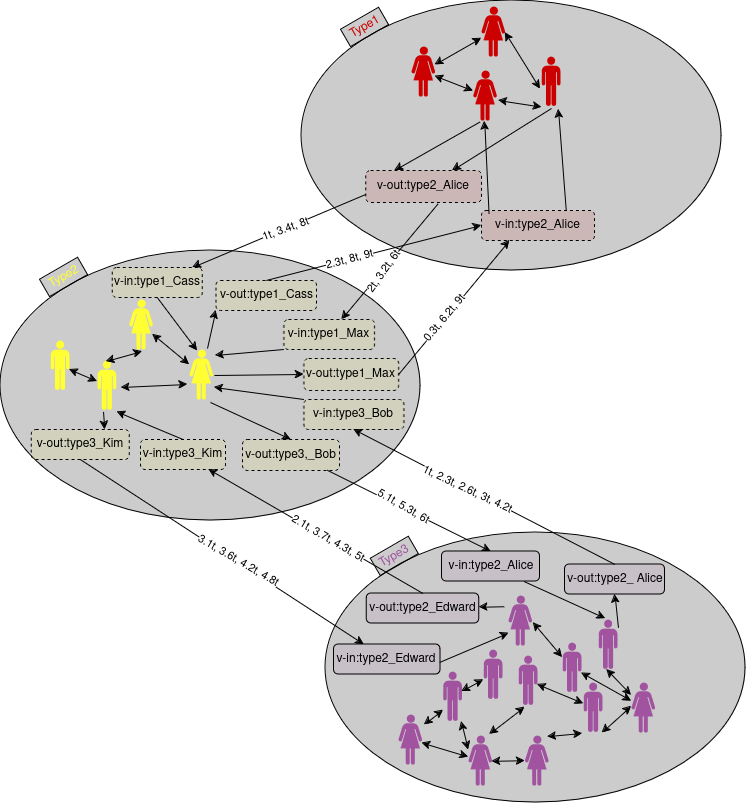 Type1
v-out:type2_Alice
v-in:type2_Alice
1t, 3.4t, 8t
2.3t, 8t, 9t
2t, 3.2t, 6t
0.3t, 6.2t, 9t
Type2
v-in:type1_Cass
v-out:type1_Cass
v-in:type1_Max
v-out:type1_Max
v-in:type3_Bob
v-out:type3_Kim
v-in:type3_Kim
v-out:type3,_Bob
1t, 2.3t, 2.6t, 3t, 4.2t
5.1t, 5.3t, 6t
2.1t, 3.7t, 4.3t, 5t
3.1t, 3.6t, 4.2t, 4.8t
Type3
v-in:type2_Alice
v-out:type2_ Alice
v-out:type2_Edward
v-in:type2_Edward